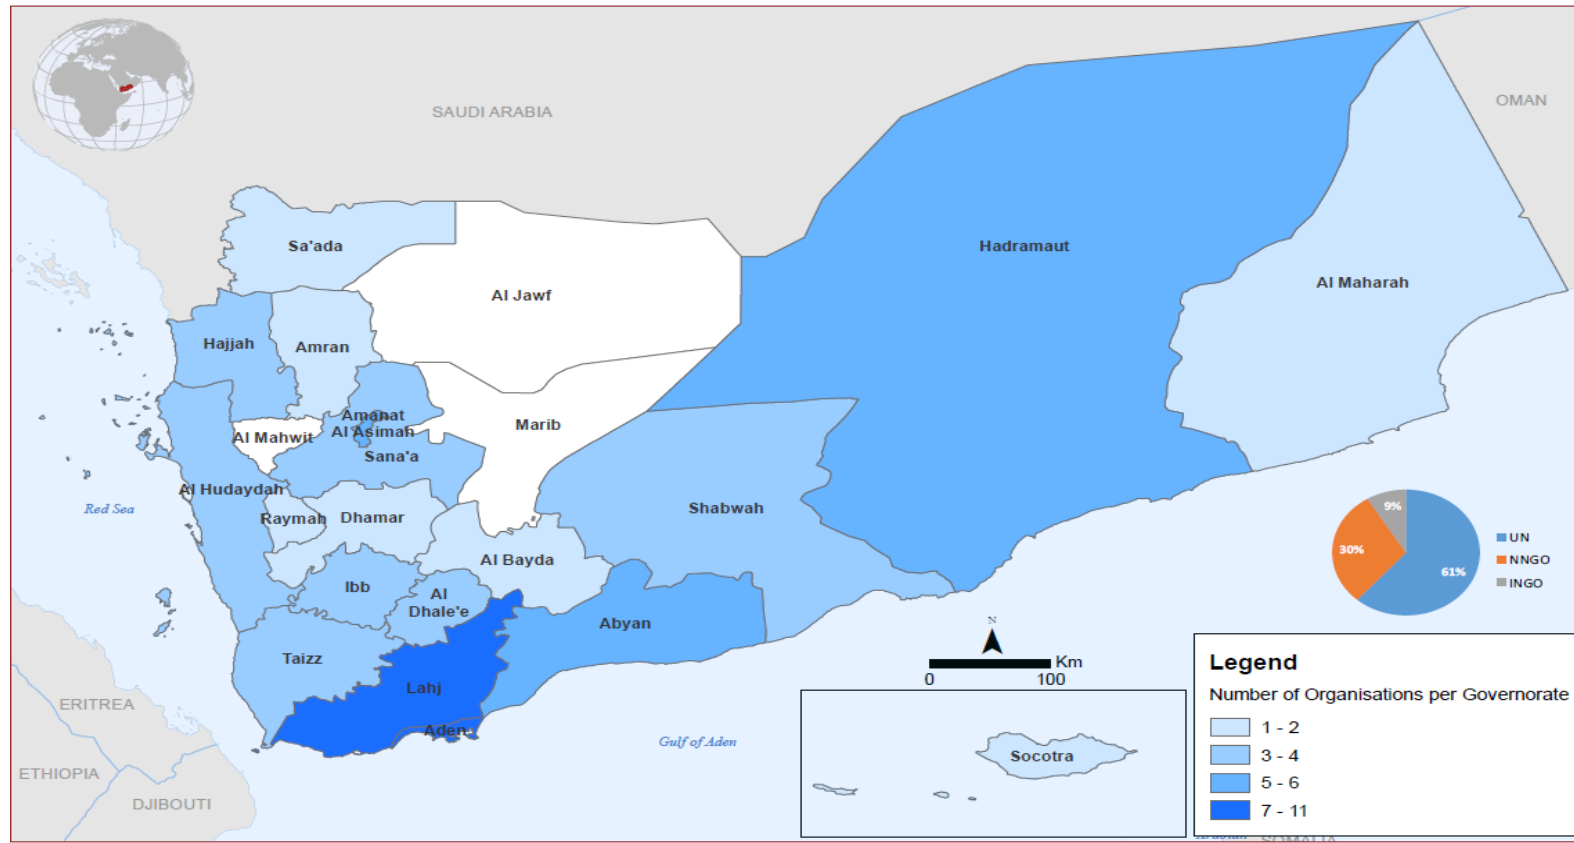 SAUDI ARABIA
OMAN
Sa'ada
Hadramaut
Al Jawf
Al Maharah
Hajjah
Amran
Amanat
Al Asimah
Marib
Al Mahwit
Sana'a
Al Hudaydah
Red Sea
Raymah
Dhamar
Shabwah
Al Bayda
Ibb
Al
Dhale'e
Abyan
Taizz
Lahj
Aden
Gulf of Aden
ERITREA
ETHIOPIA
DJIBOUTI
9%
30%
61%
UN
NNGO
INGO
N
Km
0 100
Socotra
Legend
Number of Organisations per Governorate
1 - 2
3 - 4
5 - 6
7 - 11
SOMALIA